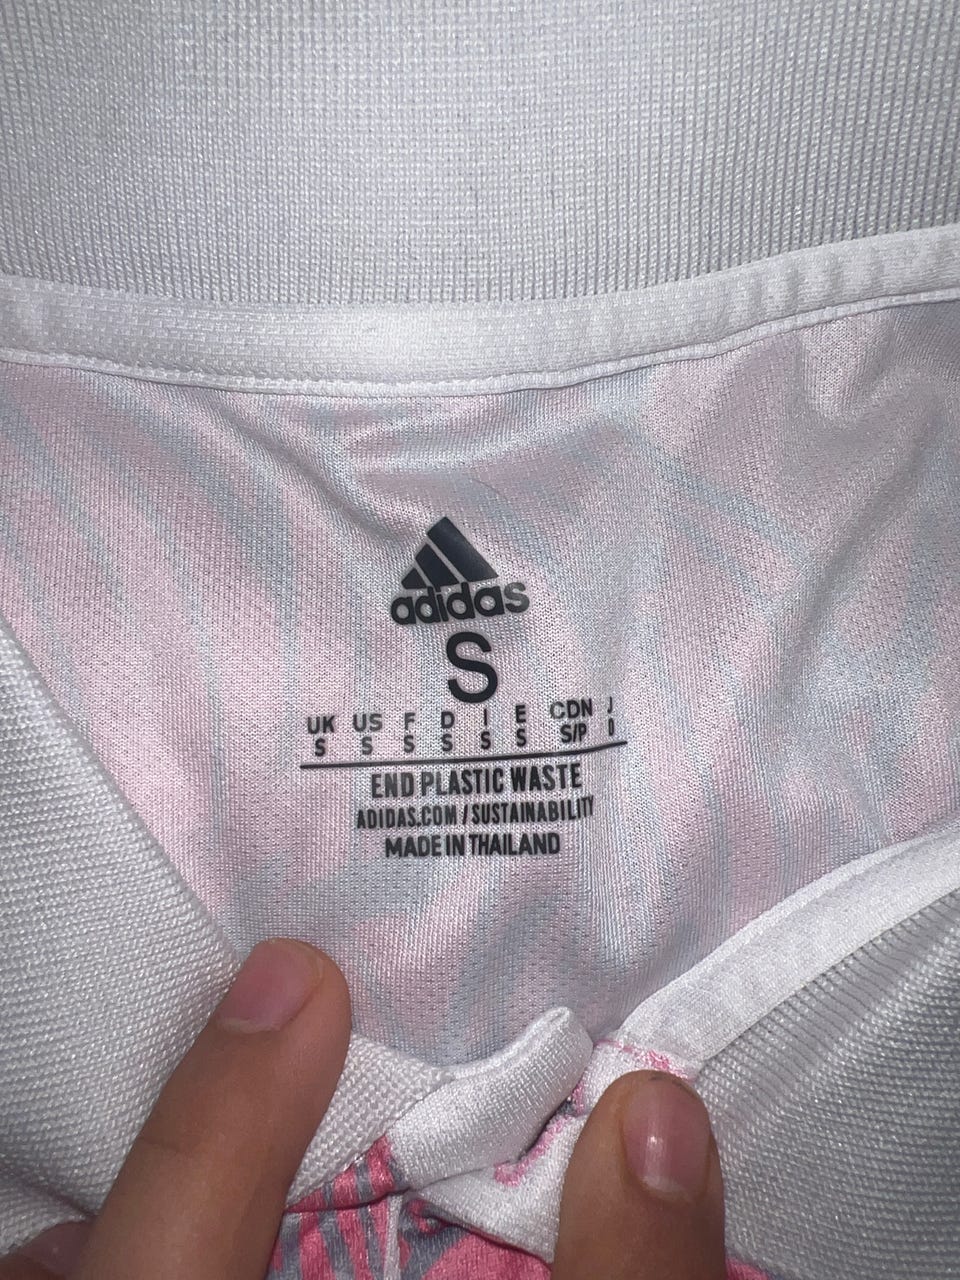 adidas
S
UK US F D I E CDN J
S S S S S S S/P
END PLASTIC WASTE
ADIDAS.COM / SUSTAINABILITY
MADE IN THAILAND